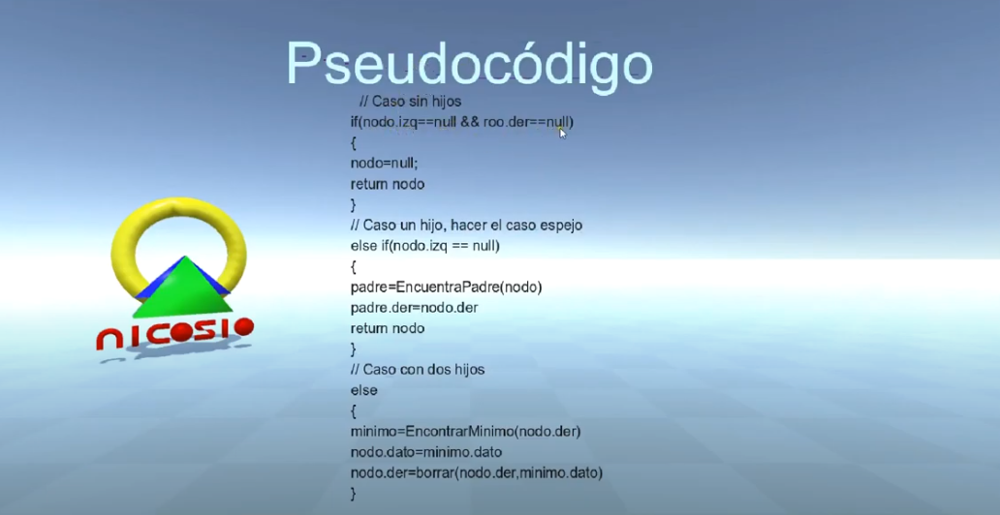 Pseudocódigo
// Caso sin hijos
if(nodo.izq==null && roo.der==null)
{
nodo=null;
return nodo
}
// Caso un hijo, hacer el caso espejo
else if(nodo.izq == null)
{
padre=EncuentraPadre(nodo)
padre.der=nodo.der
return nodo
}
// Caso con dos hijos
else
{
minimo=EncontrarMinimo(nodo.der)
nodo.dato=minimo.dato
nodo.der=borrar(nodo.der,minimo.dato)
}
nicosio